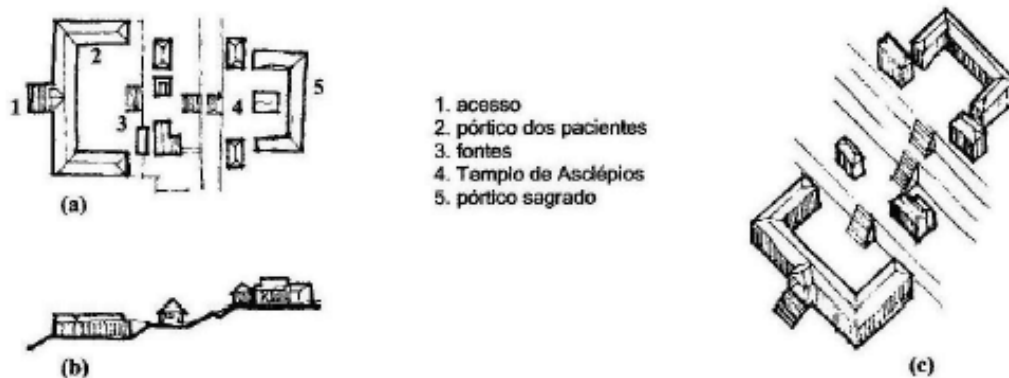 1
2
3
4
5
(a)
(b)
1. acesso
2. pórtico dos pacientes
3. fontes
4. Templo de Asclépios
5. pórtico sagrado
(c)